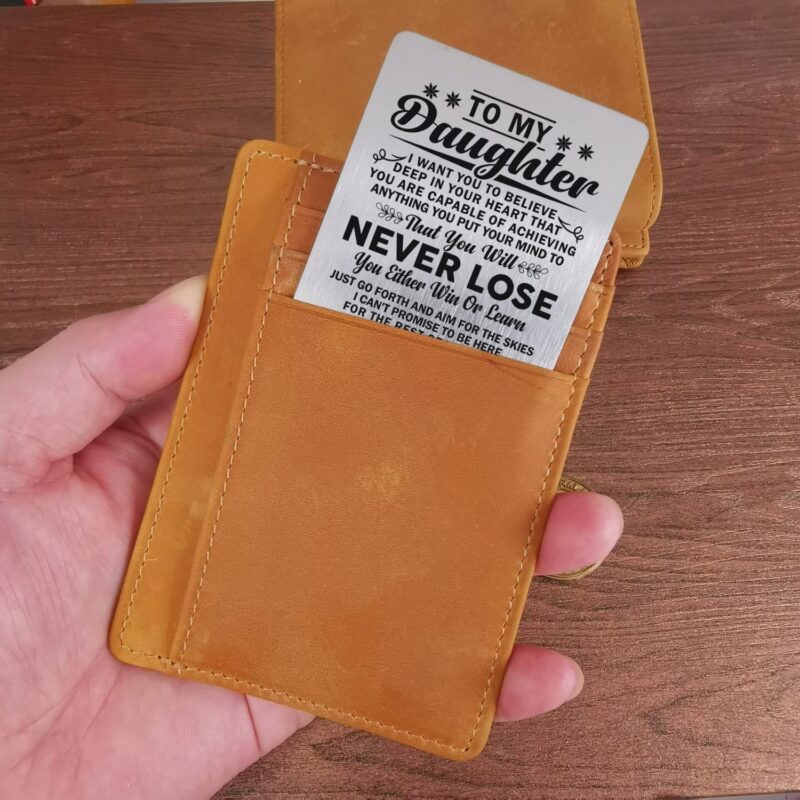 TO MY
Daughter
I WANT YOU TO BELIEVE
DEEP IN YOUR HEART THAT
YOU ARE CAPABLE OF ACHIEVING
ANYTHING YOU PUT YOUR MIND TO
That You Will
NEVER LOSE
You Either Win Or Learn
JUST GO FORTH AND AIM FOR THE SKIES
I CAN'T PROMISE TO BE HERE
FOR THE REST